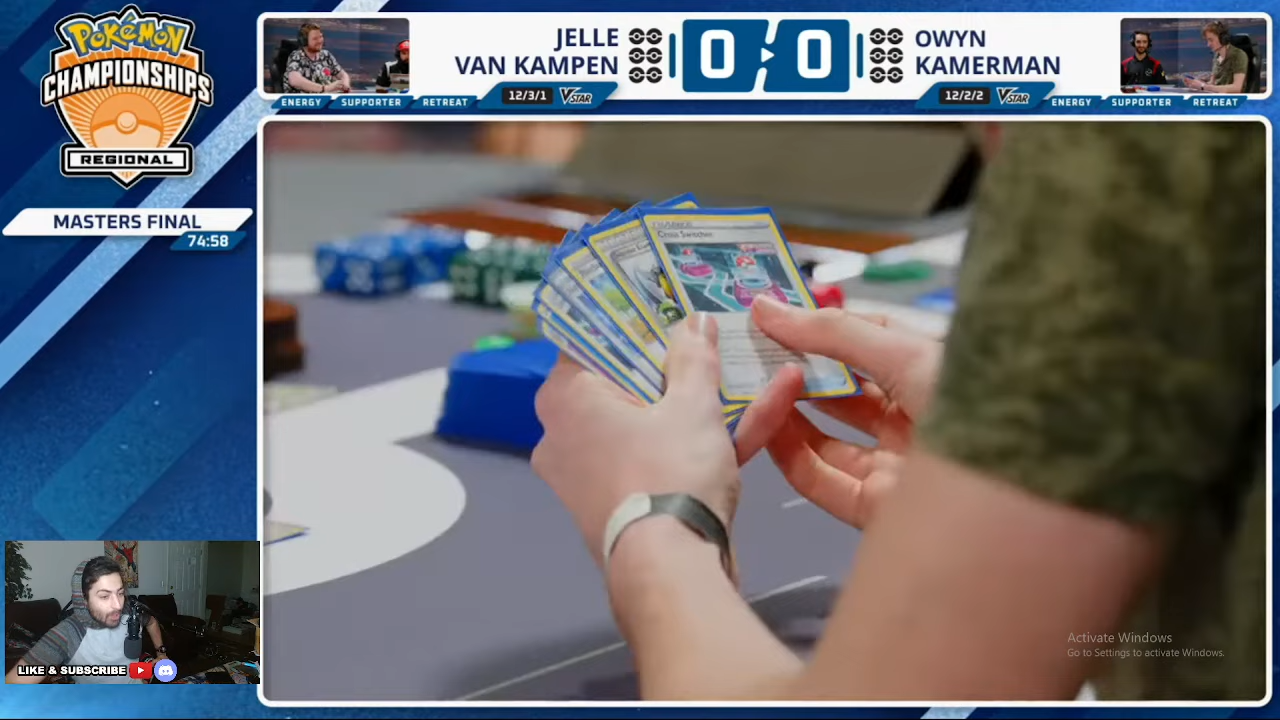 Pokémon
CHAMPIONSHIPS
REGIONAL
MASTERS FINAL
74:58
JELLE
VAN KAMPEN
0
0
OWYN
KAMERMAN
ENERGY
SUPPORTER
RETREAT
12/3/1
VSTAR
12/2/2
VSTAR
ENERGY
SUPPORTER
RETREAT
TRAINER
Cross Switcher
LIKE & SUBSCRIBE
Activate Windows
Go to Settings to activate Windows.